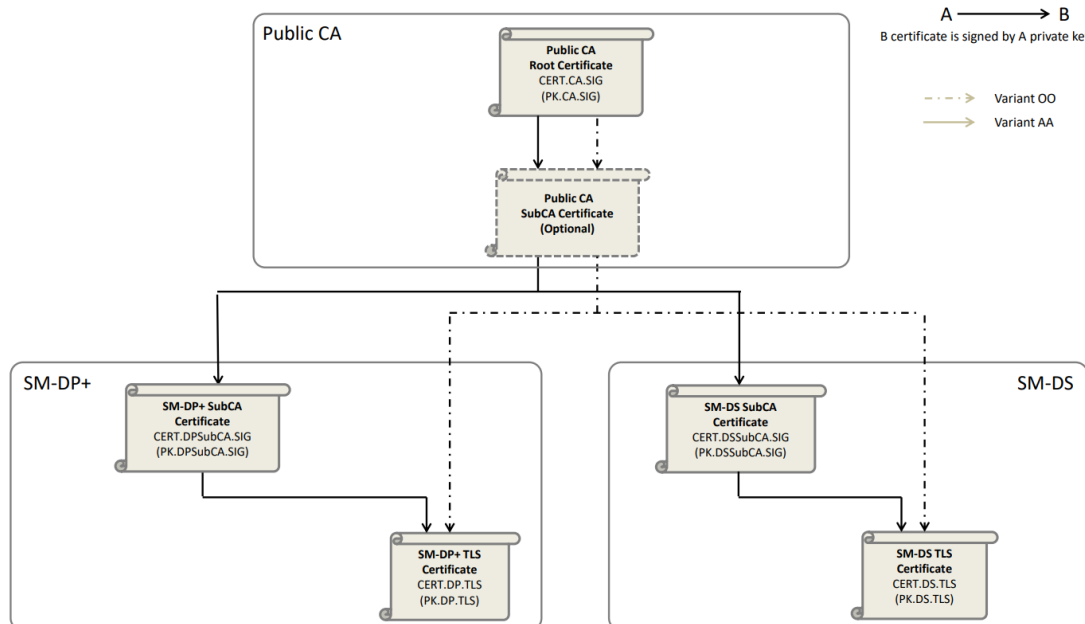 Public CA
A B
B certificate is signed by A private ke
Variant OO
Variant AA
Public CA
Root Certificate
CERT.CA.SIG
(PK.CA.SIG)
Public CA
SubCA Certificate
(Optional)
SM-DP+
SM-DP+ SubCA
Certificate
CERT.DPSubCA.SIG
(PK.DPSubCA.SIG)
SM-DP+ TLS
Certificate
CERT.DP.TLS
(PK.DP.TLS)
SM-DS
SM-DS SubCA
Certificate
CERT.DSSubCA.SIG
(PK.DSSubCA.SIG)
SM-DS TLS
Certificate
CERT.DS.TLS
(PK.DS.TLS)